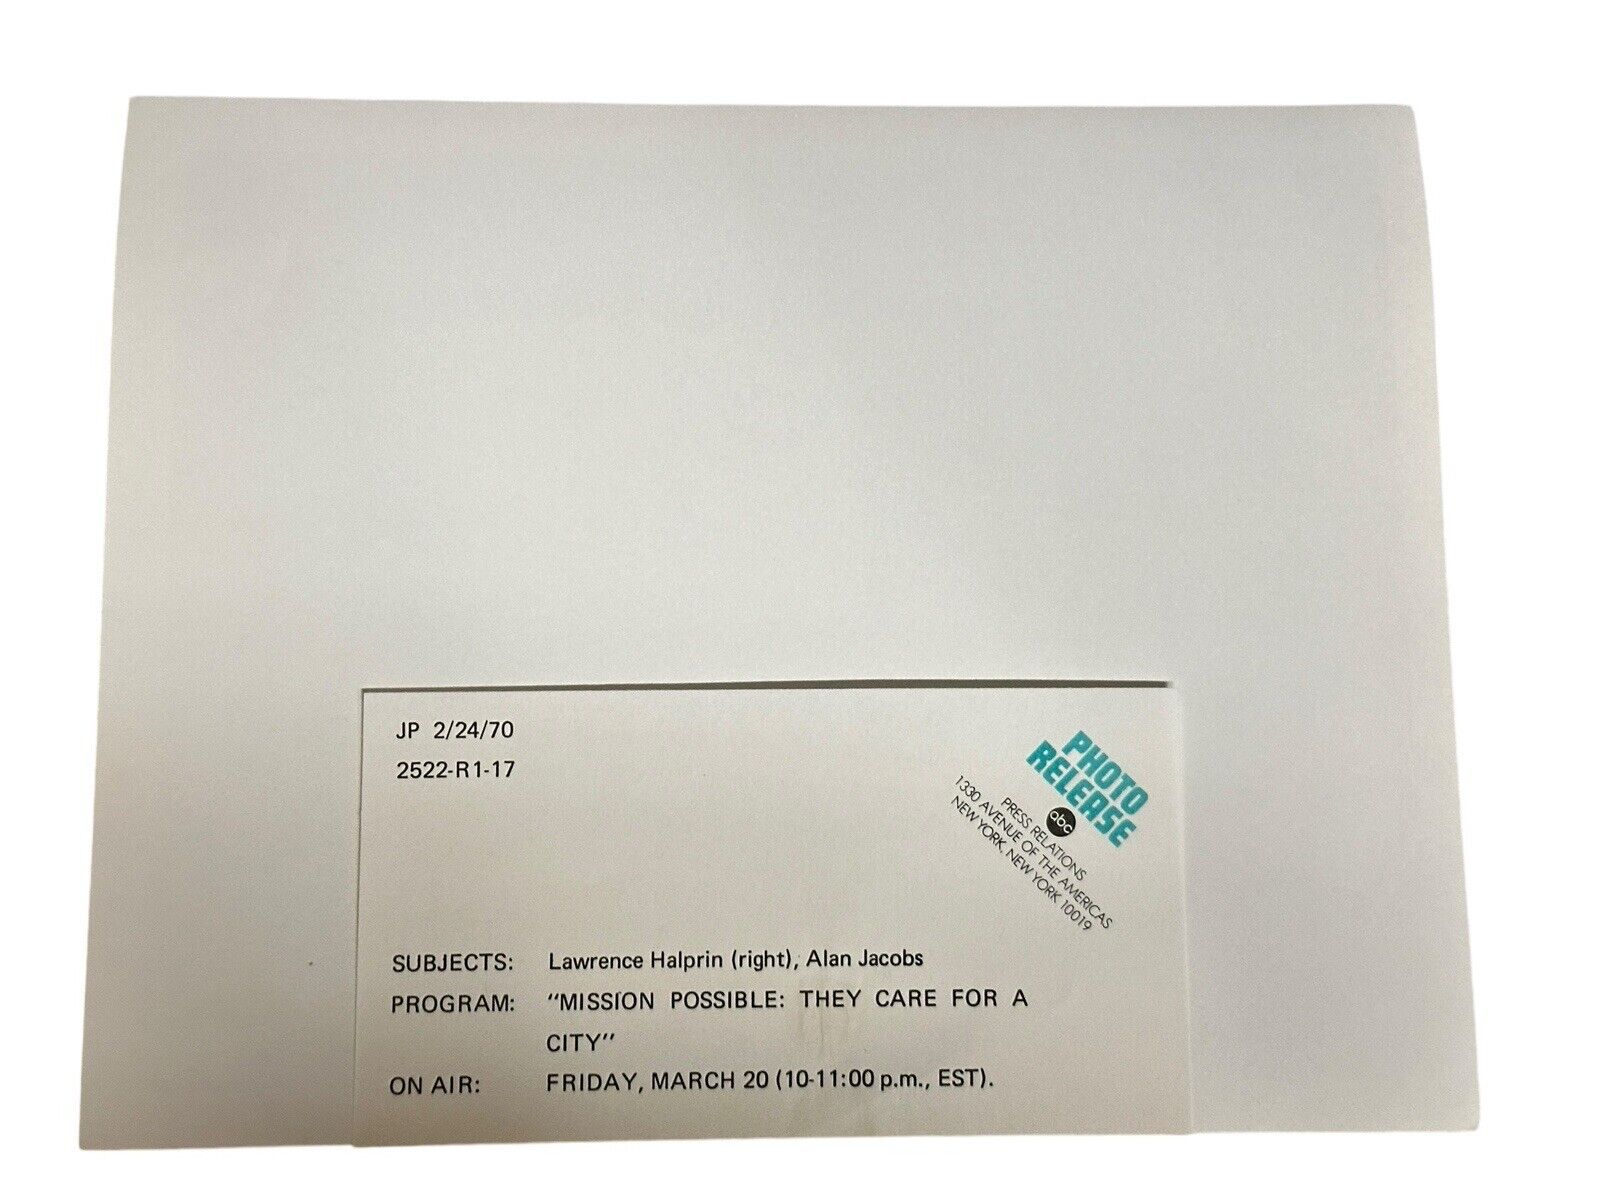 JP 2/24/70
2522-R1-17
PHOTO
RELEASE
abc
PRESS RELATIONS
1330 AVENUE OF THE AMERICAS
NEW YORK, NEW YORK 10019
SUBJECTS: Lawrence Halprin (right), Alan Jacobs
PROGRAM: "MISSION POSSIBLE: THEY CARE FOR A
CITY"
ON AIR: FRIDAY, MARCH 20 (10-11:00 p.m., EST).